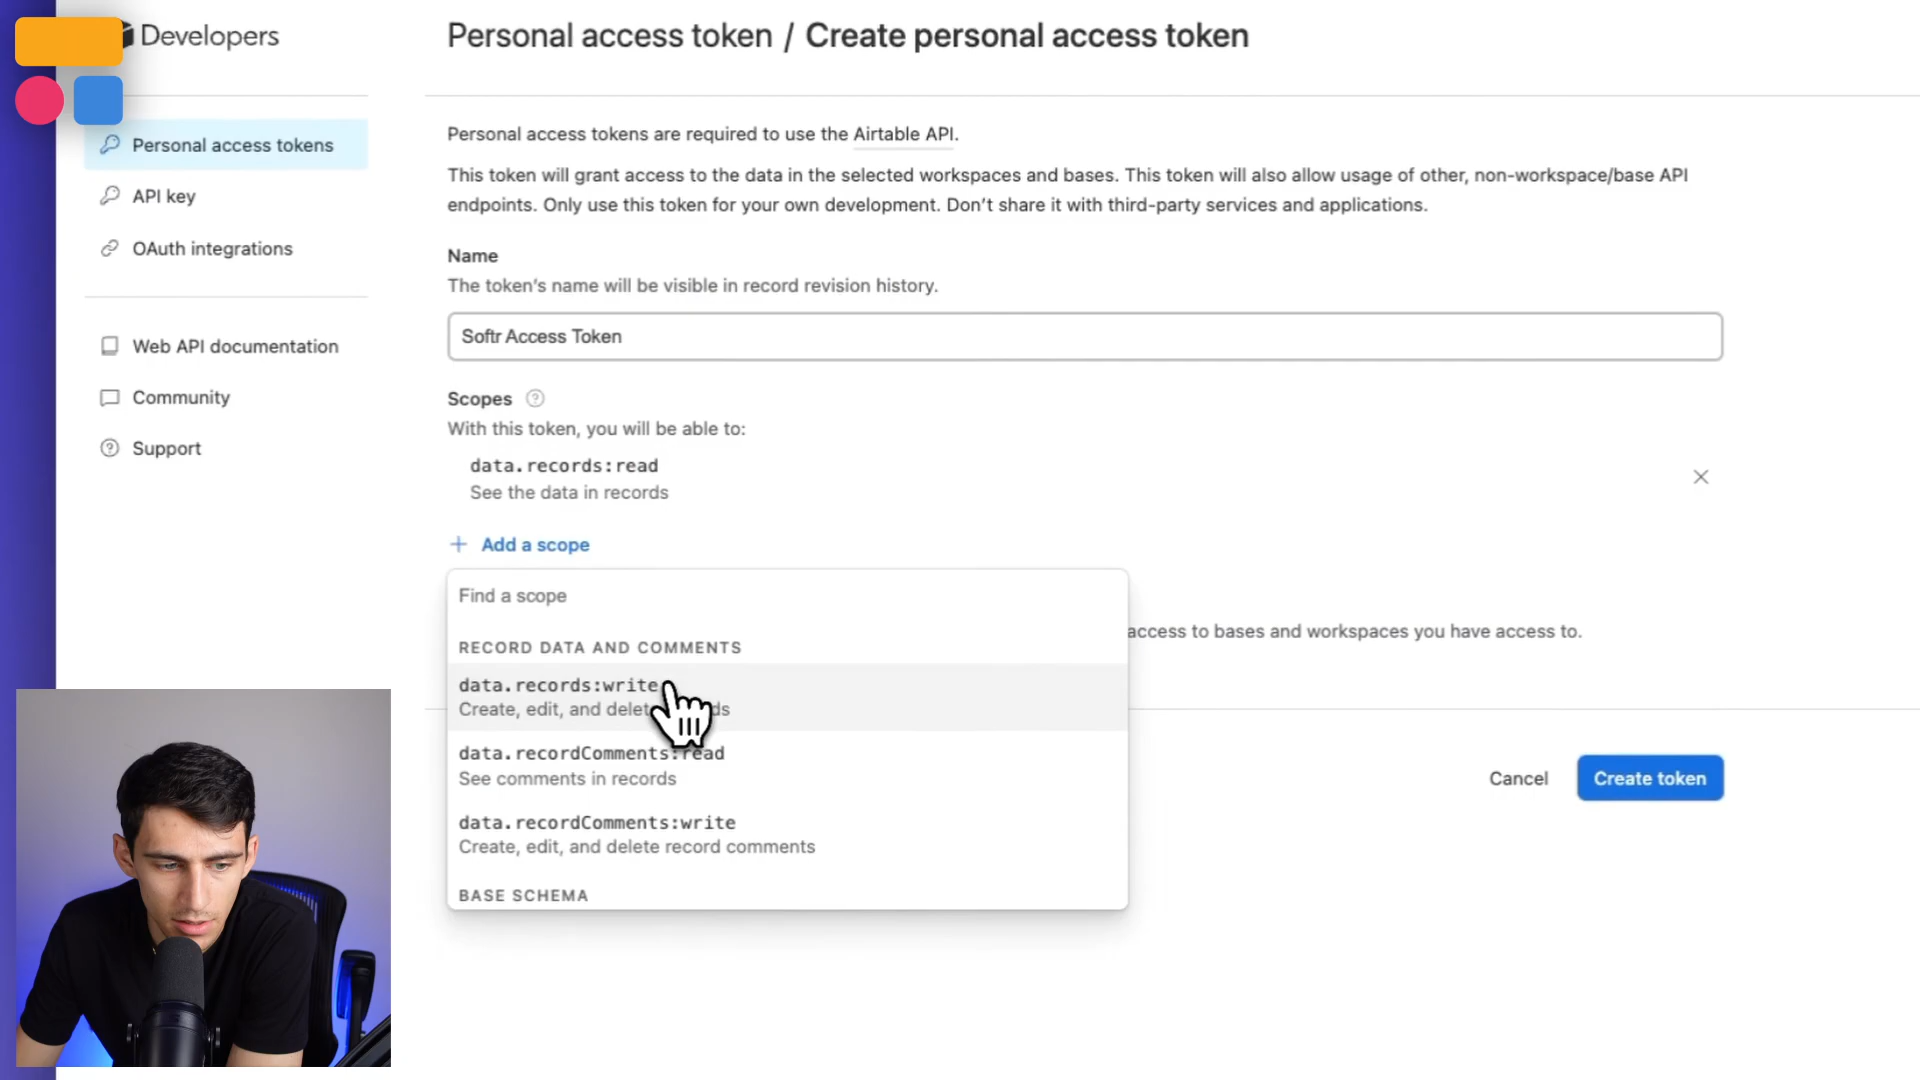 Developers
Personal access token / Create personal access token
Personal access tokens
API key
OAuth integrations
Web API documentation
Community
Support
Personal access tokens are required to use the Airtable API.
This token will grant access to the data in the selected workspaces and bases. This token will also allow usage of other, non-workspace/base API
endpoints. Only use this token for your own development. Don’t share it with third-party services and applications.
Name
The token's name will be visible in record revision history.
Softr Access Token
Scopes
With this token, you will be able to:
data.records:read
See the data in records
+ Add a scope
Find a scope
RECORD DATA AND COMMENTS
access to bases and workspaces you have access to.
data.records:write
Create, edit, and delet ds
data.recordComments:read
See comments in records
data.recordComments:write
Create, edit, and delete record comments
BASE SCHEMA
Cancel
Create token